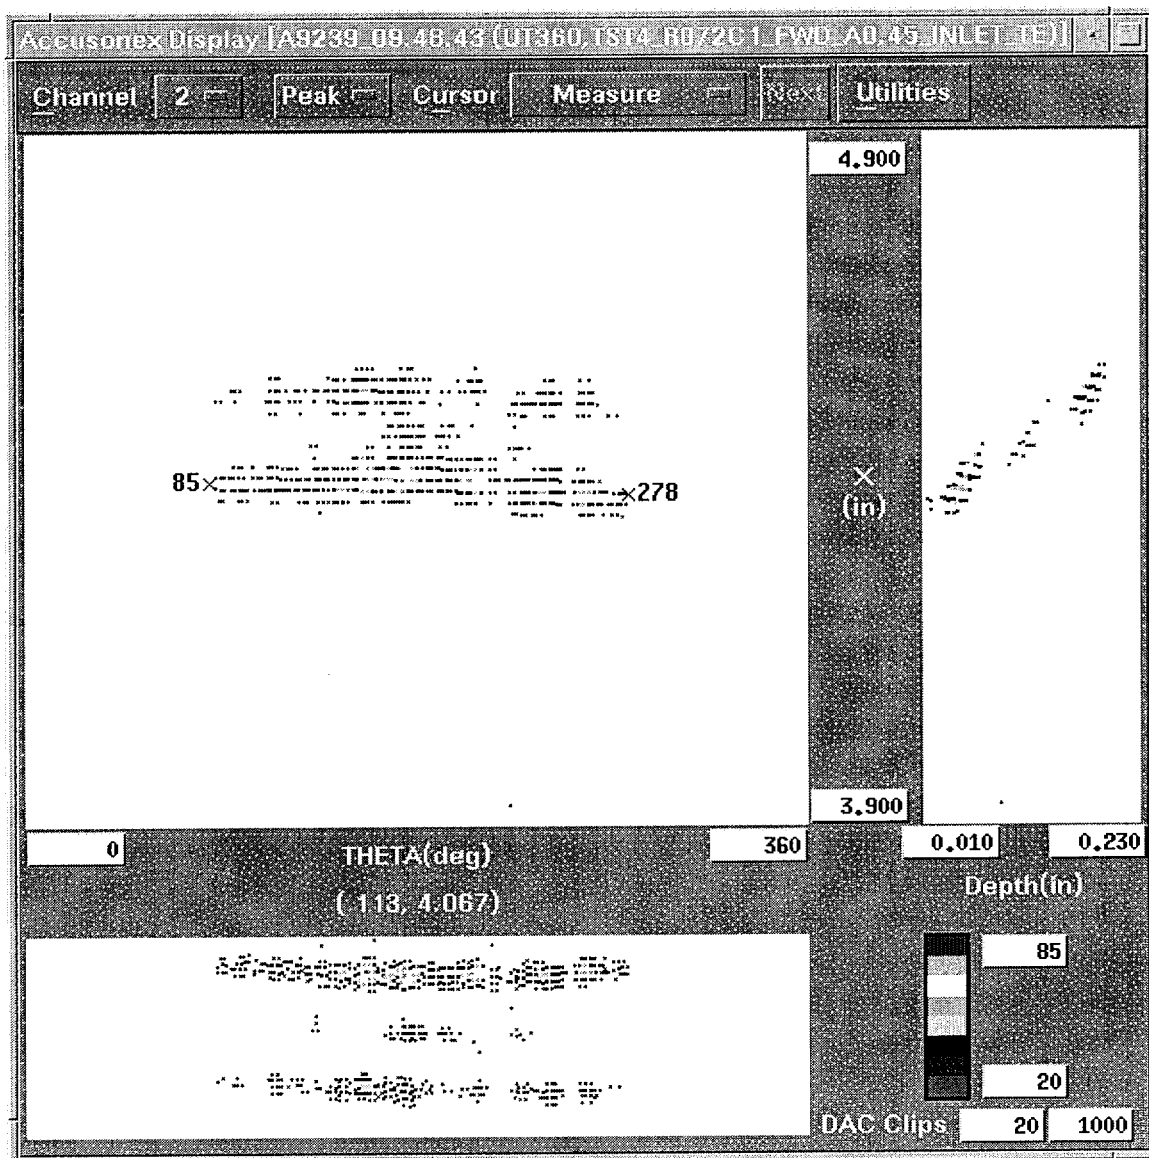 Accusonex Display [A9239_09.48.43 (UT360,TST4_R072C1_FWD_A0,45_INLET_TE)]
Channel 2 Peak Cursor Measure Next Utilities
4.900
85 278
X
(in)
3.900
0 THETA(deg) 360 0.010 0.230
( 113, 4.067) Depth(in)
85
20
DAC Clips 20 1000